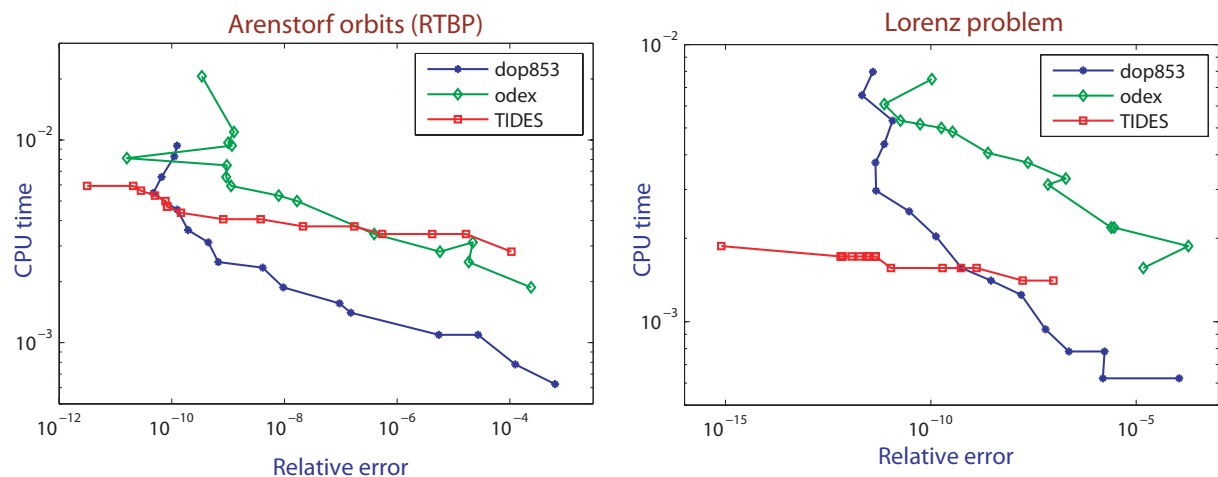 Arenstorf orbits (RTBP)
dop853
odex
TIDES
10⁻²
10⁻³
CPU time
10⁻¹²
10⁻¹⁰
10⁻⁸
10⁻⁶
10⁻⁴
Relative error
Lorenz problem
10⁻²
dop853
odex
TIDES
10⁻³
CPU time
10⁻¹⁵
10⁻¹⁰
10⁻⁵
Relative error